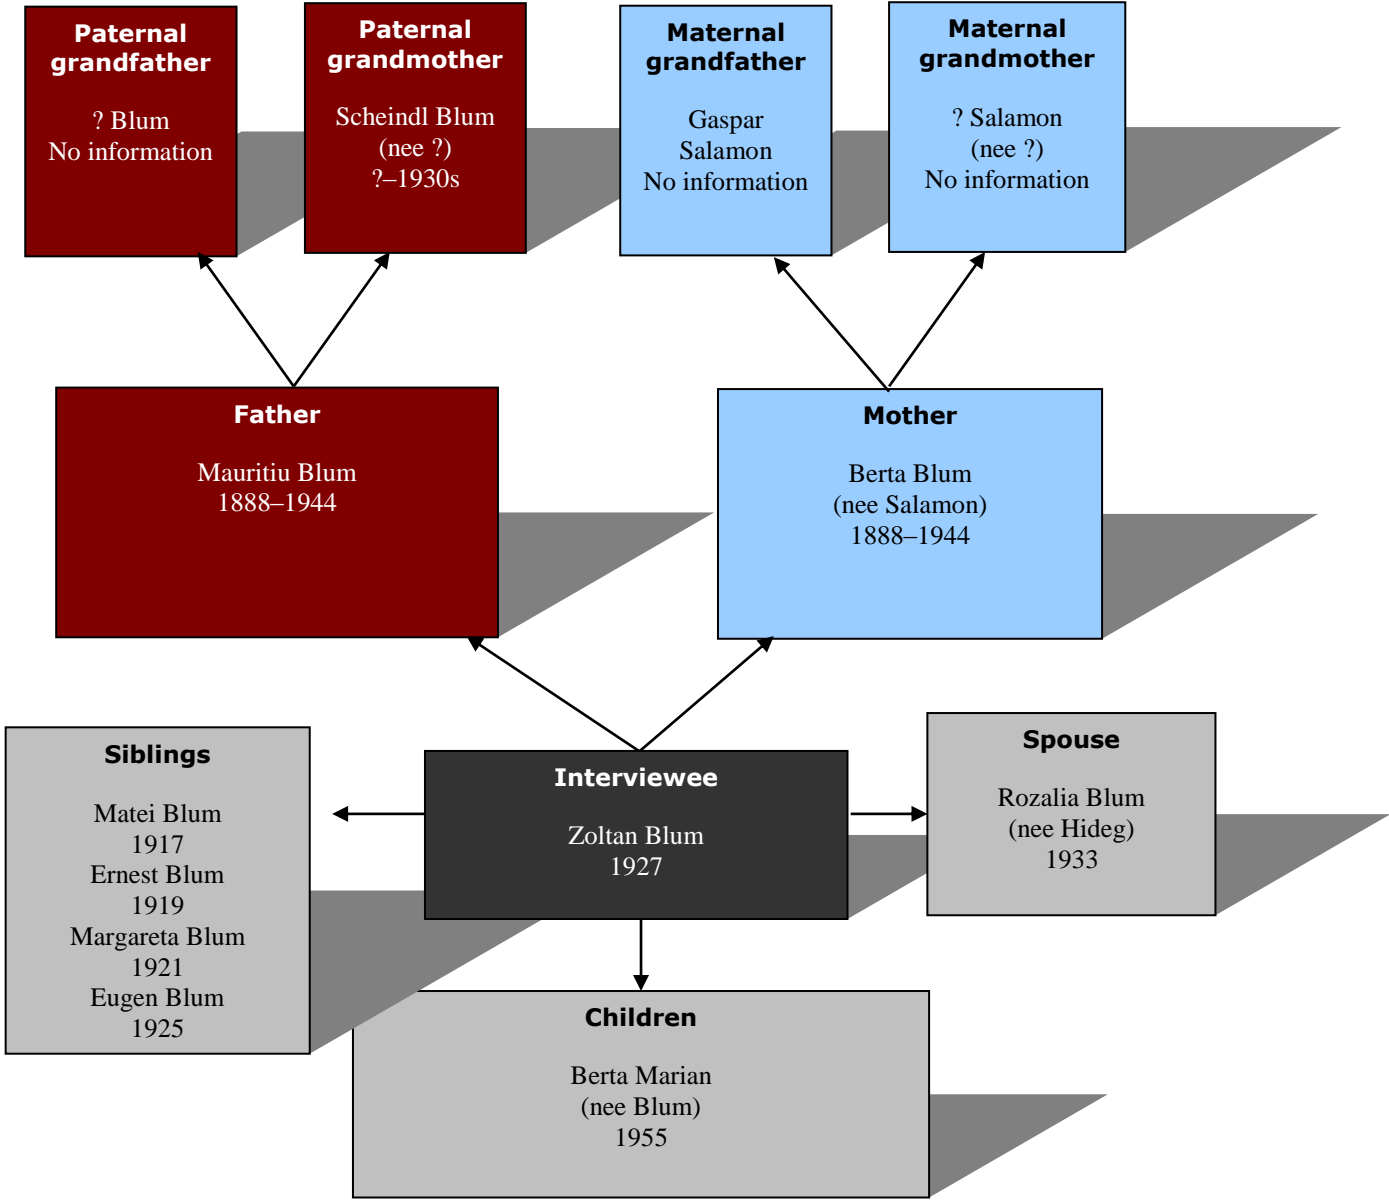 Paternal
grandfather
? Blum
No information
Paternal
grandmother
Scheindl Blum
(nee ?)
?–1930s
Maternal
grandfather
Gaspar
Salamon
No information
Maternal
grandmother
? Salamon
(nee ?)
No information
Father
Mauritiu Blum
1888–1944
Mother
Berta Blum
(nee Salamon)
1888–1944
Siblings
Matei Blum
1917
Ernest Blum
1919
Margareta Blum
1921
Eugen Blum
1925
Interviewee
Zoltan Blum
1927
Spouse
Rozalia Blum
(nee Hideg)
1933
Children
Berta Marian
(nee Blum)
1955